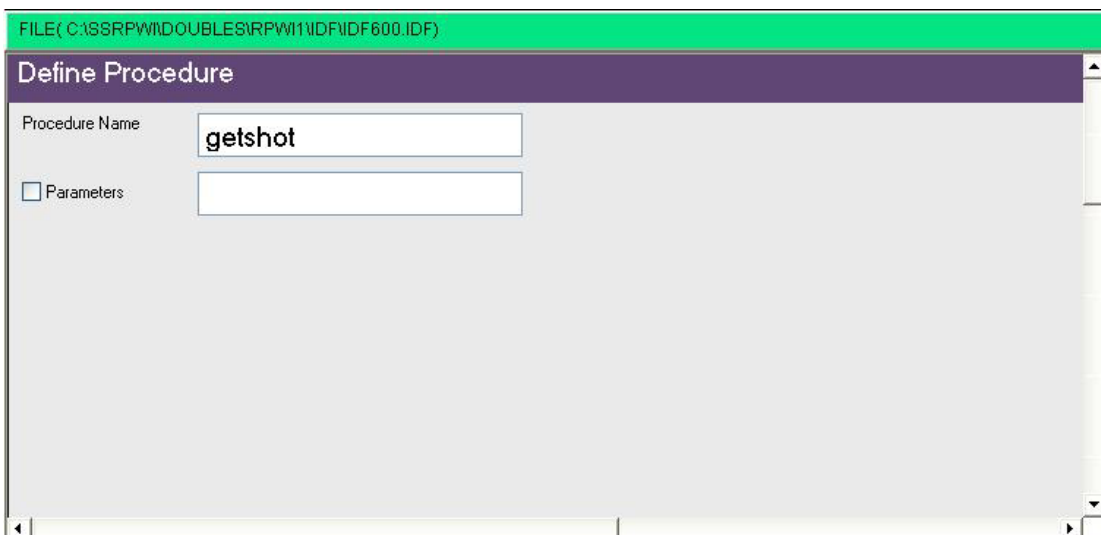 FILE( C:\SSRPWI\DOUBLES\RPWI1\IDF\IDF600.IDF)
Define Procedure
Procedure Name
getshot
Parameters